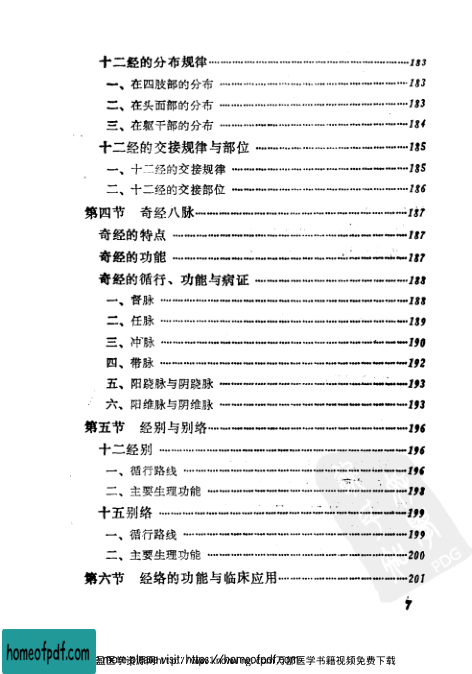 十二经的分布规律 183
一、在四肢部的分布 183
二、在头面部的分布 183
三、在躯干部的分布 184
十二经的交接规律与部位 185
一、十二经的交接规律 185
二、十二经的交接部位 186
第四节 奇经八脉 187
奇经的特点 187
奇经的功能 187
奇经的循行、功能与病证 188
一、督脉 188
二、任脉 189
三、冲脉 190
四、带脉 192
五、阳跷脉与阴跷脉 193
六、阳维脉与阴维脉 193
第五节 经别与别络 196
十二经别 196
一、循行路线 196
二、主要生理功能 198
十五别络 199
一、循行路线 199
二、主要生理功能 200
第六节 经络的功能与临床应用 201
7
PDG
homeofpdf.com
医学书籍视频免费下载